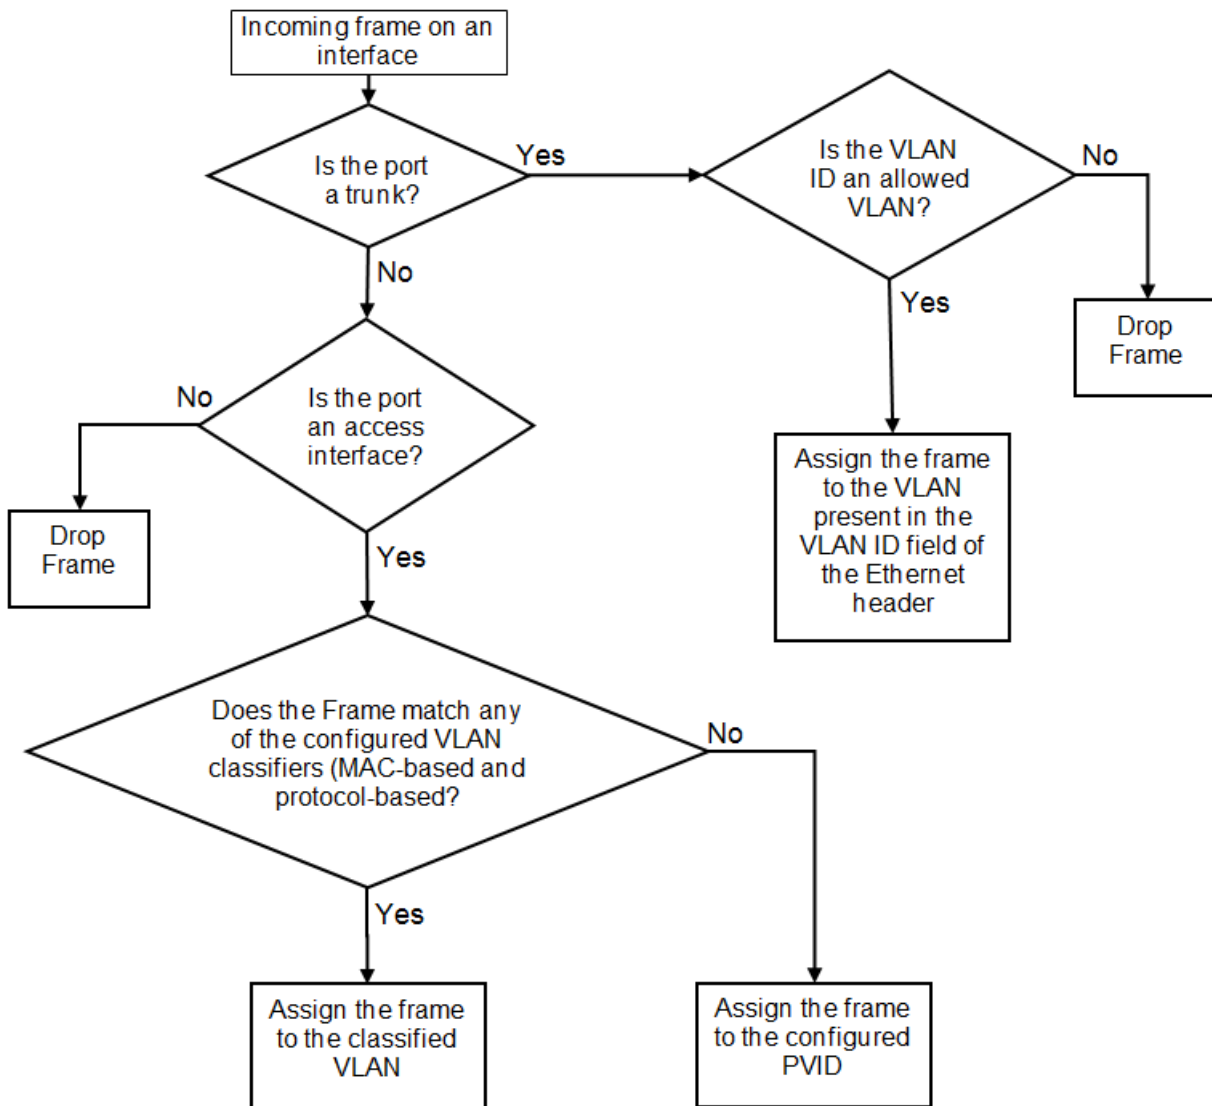 Incoming frame on an
interface
Is the port
a trunk?
Yes
Is the VLAN
ID an allowed
VLAN?
No
No
Yes
Drop
Frame
Is the port
an access
interface?
No
Assign the frame
to the VLAN
present in the
VLAN ID field of
the Ethernet
header
Drop
Frame
Yes
Does the Frame match any
of the configured VLAN
classifiers (MAC-based and
protocol-based?
No
Yes
Assign the frame
to the classified
VLAN
Assign the frame
to the configured
PVID